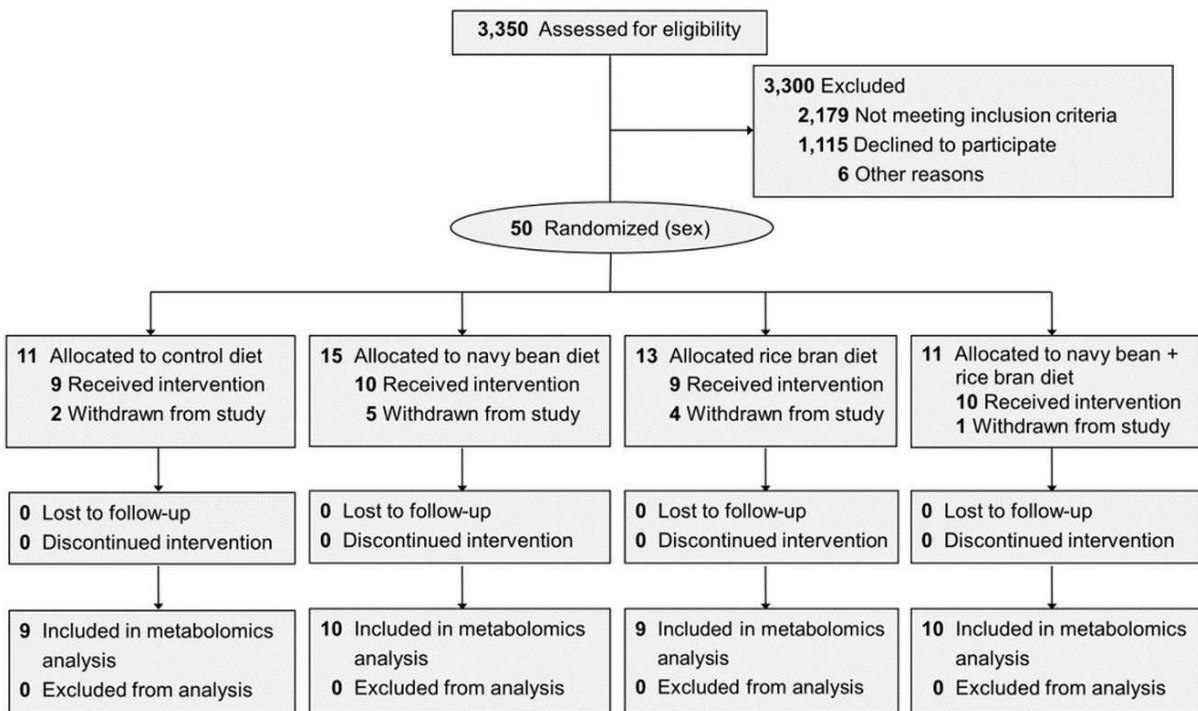 3,350 Assessed for eligibility
3,300 Excluded
2,179 Not meeting inclusion criteria
1,115 Declined to participate
6 Other reasons
50 Randomized (sex)
11 Allocated to control diet
9 Received intervention
2 Withdrawn from study
15 Allocated to navy bean diet
10 Received intervention
5 Withdrawn from study
13 Allocated rice bran diet
9 Received intervention
4 Withdrawn from study
11 Allocated to navy bean +
rice bran diet
10 Received intervention
1 Withdrawn from study
0 Lost to follow-up
0 Discontinued intervention
0 Lost to follow-up
0 Discontinued intervention
0 Lost to follow-up
0 Discontinued intervention
0 Lost to follow-up
0 Discontinued intervention
9 Included in metabolomics
analysis
0 Excluded from analysis
10 Included in metabolomics
analysis
0 Excluded from analysis
9 Included in metabolomics
analysis
0 Excluded from analysis
10 Included in metabolomics
analysis
0 Excluded from analysis